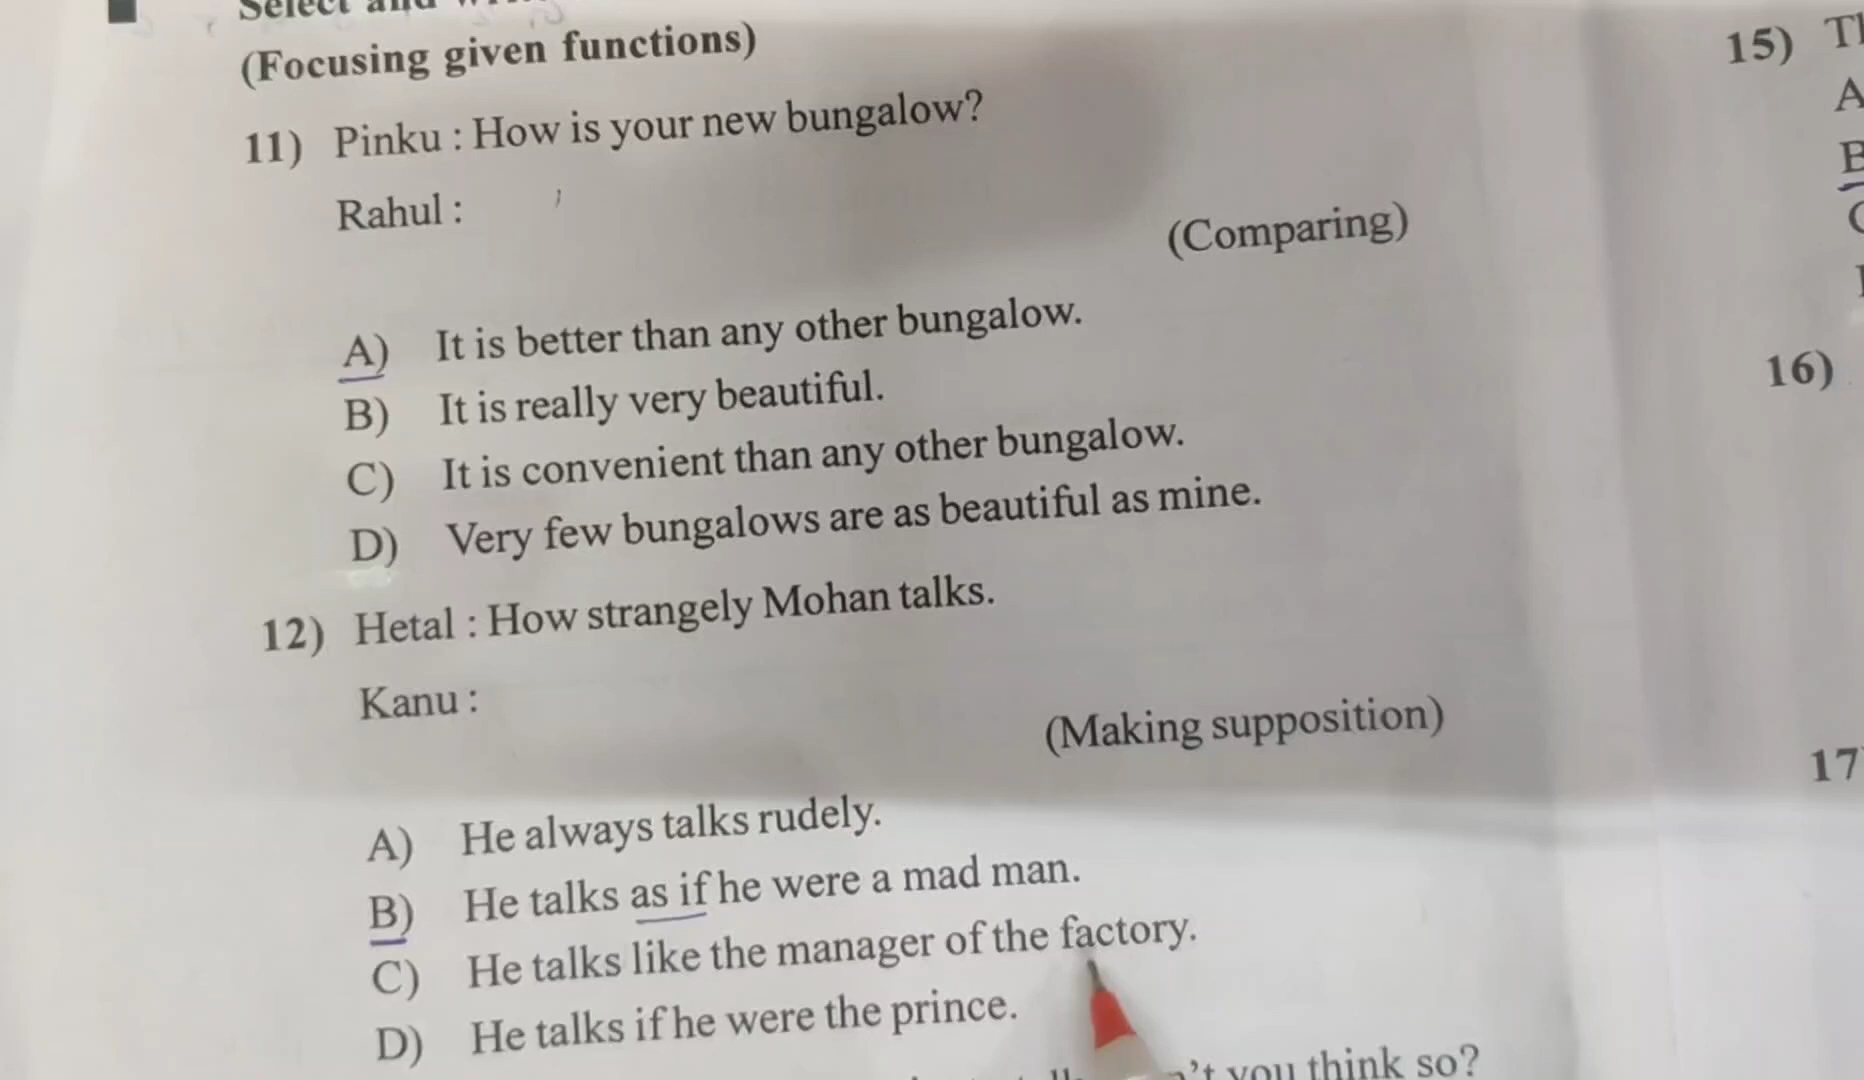 Select and
(Focusing given functions)
11) Pinku : How is your new bungalow?
Rahul :
(Comparing)
A) It is better than any other bungalow.
B) It is really very beautiful.
C) It is convenient than any other bungalow.
D) Very few bungalows are as beautiful as mine.
12) Hetal : How strangely Mohan talks.
Kanu :
(Making supposition)
A) He always talks rudely.
B) He talks as if he were a mad man.
C) He talks like the manager of the factory.
D) He talks if he were the prince.
you think so?
15)
A
B
16)
17